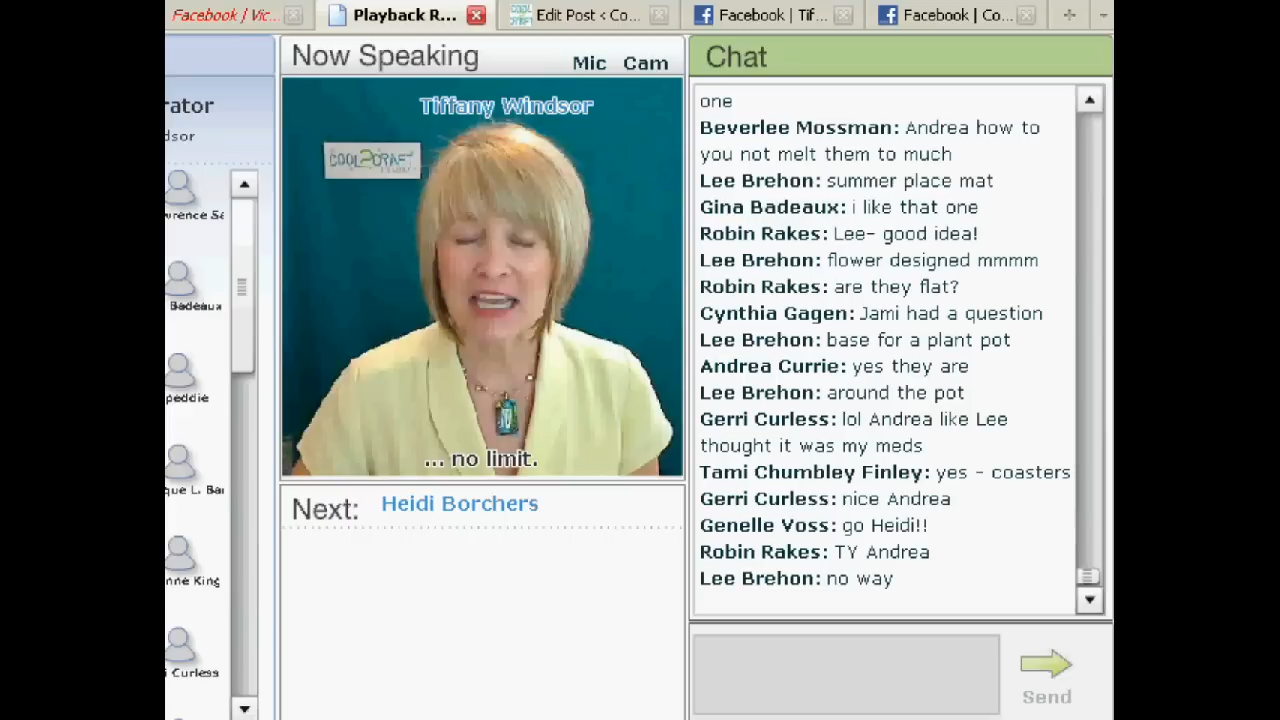 Facebook / Vic...
Playback R...
Edit Post < Co...
Facebook | Tif...
Facebook | Co...
rator
dsor
wrence Se
Badeaux
peddie
que L. Bar
nne King
i Curless
Now Speaking
Mic Cam
Tiffany Windsor
COOL2CRAFT
... no limit.
Next: Heidi Borchers
Chat
one
Beverlee Mossman: Andrea how to
you not melt them to much
Lee Brehon: summer place mat
Gina Badeaux: i like that one
Robin Rakes: Lee- good idea!
Lee Brehon: flower designed mmmm
Robin Rakes: are they flat?
Cynthia Gagen: Jami had a question
Lee Brehon: base for a plant pot
Andrea Currie: yes they are
Lee Brehon: around the pot
Gerri Curless: lol Andrea like Lee
thought it was my meds
Tami Chumbley Finley: yes - coasters
Gerri Curless: nice Andrea
Genelle Voss: go Heidi!!
Robin Rakes: TY Andrea
Lee Brehon: no way
Send